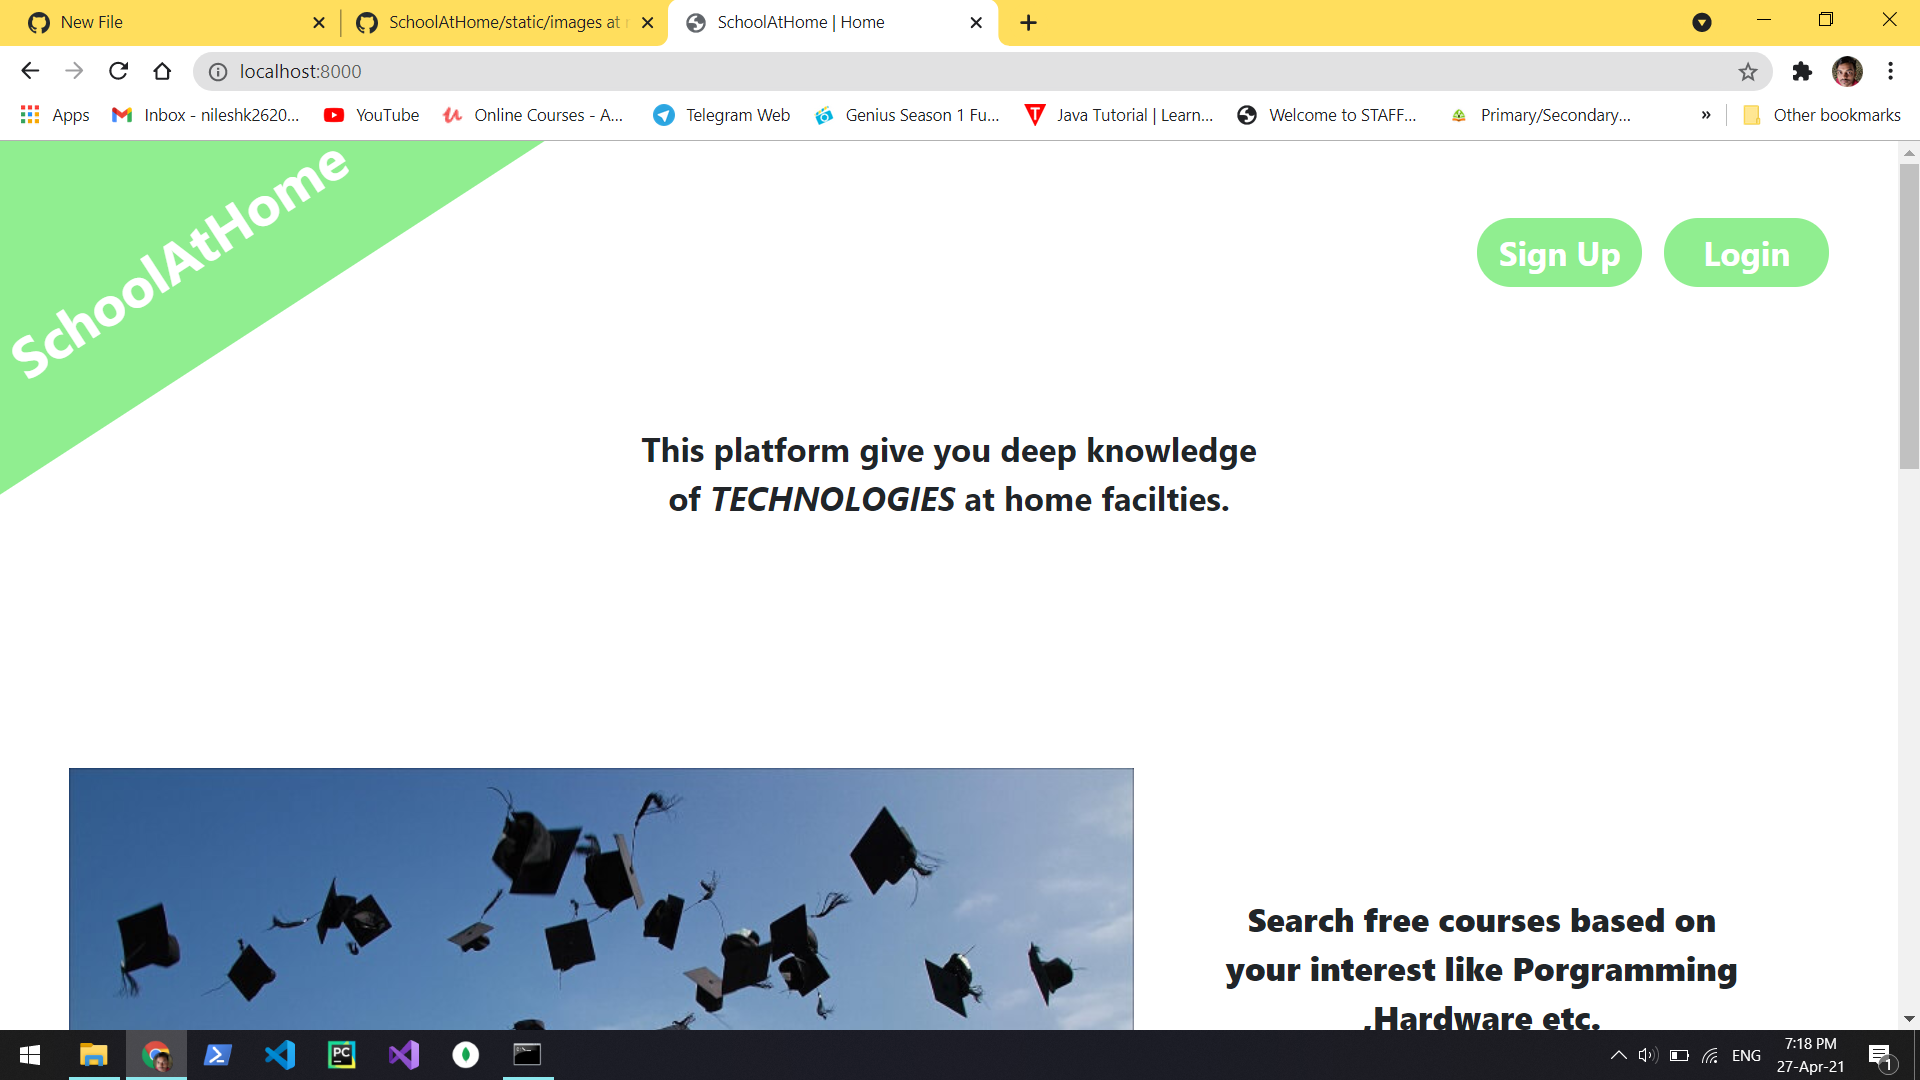 New File
SchoolAtHome/static/images at
SchoolAtHome | Home
localhost:8000
Apps
Inbox - nileshk2620...
YouTube
Online Courses - A...
Telegram Web
Genius Season 1 Fu...
Java Tutorial | Learn...
Welcome to STAFF...
Primary/Secondary...
»
Other bookmarks
SchoolAtHome
Sign Up
Login
This platform give you deep knowledge
of TECHNOLOGIES at home facilties.
Search free courses based on
your interest like Porgramming
,Hardware etc.
PC
ENG
7:18 PM
27-Apr-21
1